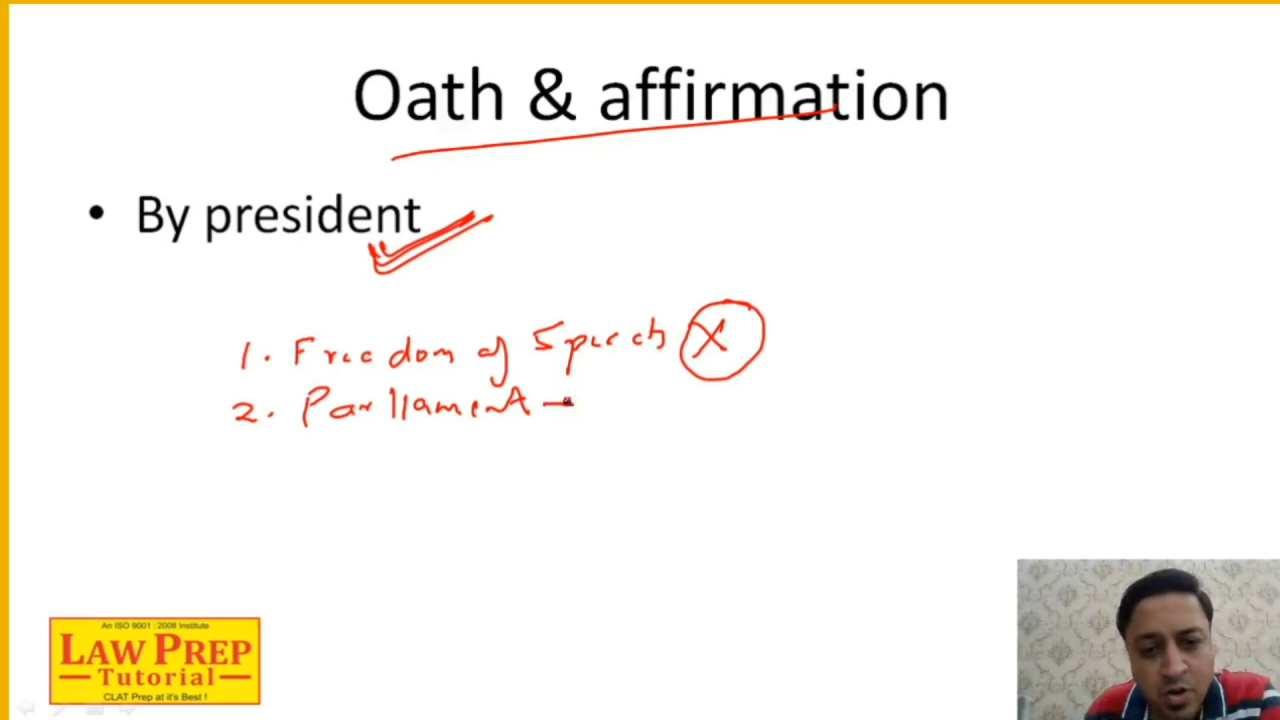 Oath & affirmation
• By president
1. Freedom of Speech X
2. Parliament –
An ISO 9001 : 2008 Institute
LAW PREP
Tutorial
CLAT Prep at it's Best !